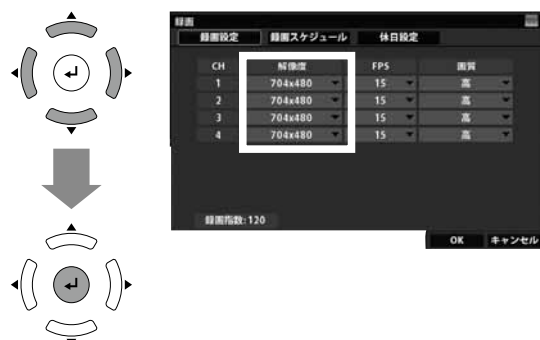 録画
録画設定 録画スケジュール 休日設定
CH 解像度 FPS 画質
1 704x480 15 高
2 704x480 15 高
3 704x480 15 高
4 704x480 15 高
録画指数:120
OK キャンセル